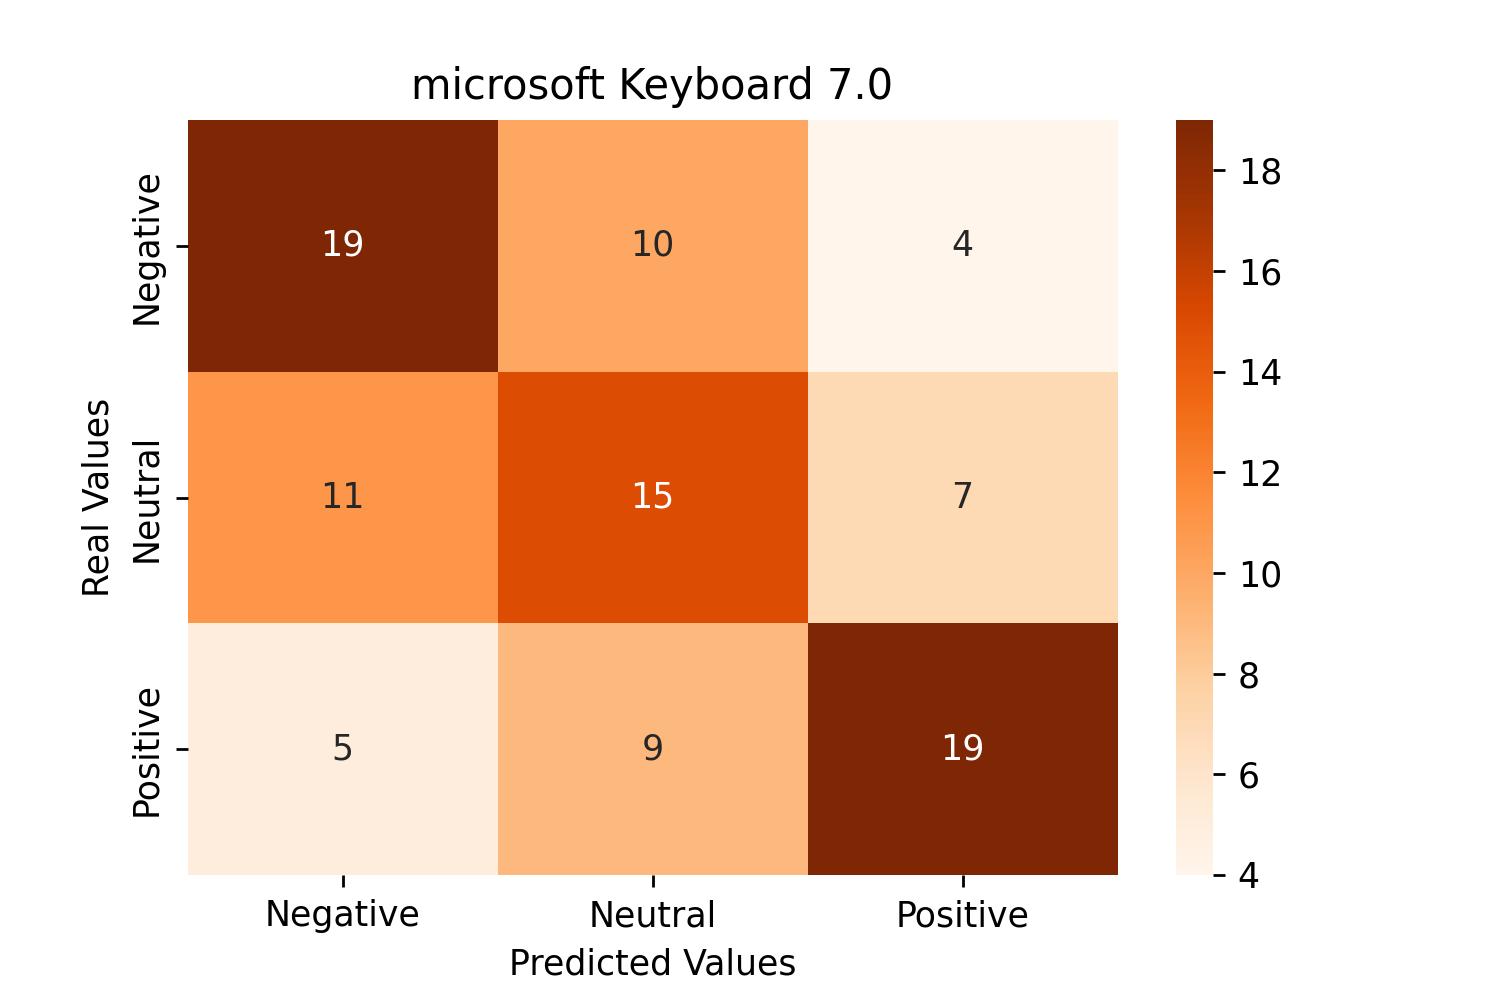 microsoft Keyboard 7.0
Real Values
Negative
19 10 4
Neutral
11 15 7
Positive
5 9 19
Negative Neutral Positive
Predicted Values
18
16
14
12
10
8
6
4